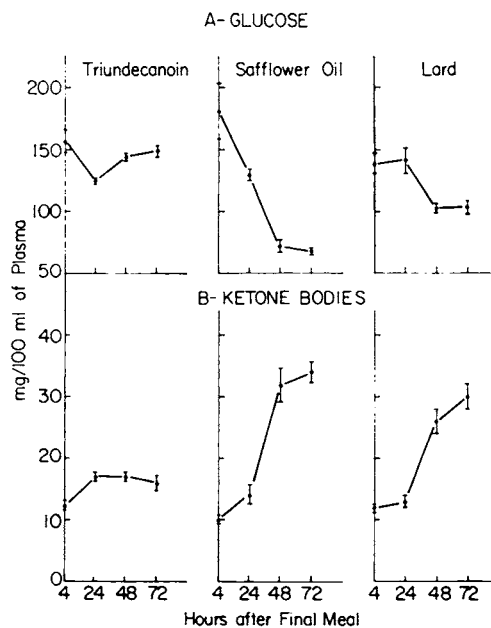 A- GLUCOSE
Triundecanoin Safflower Oil Lard
200
150
100
50
B- KETONE BODIES
mg/100 ml of Plasma
40
30
20
10
0
4 24 48 72 4 24 48 72 4 24 48 72
Hours after Final Meal